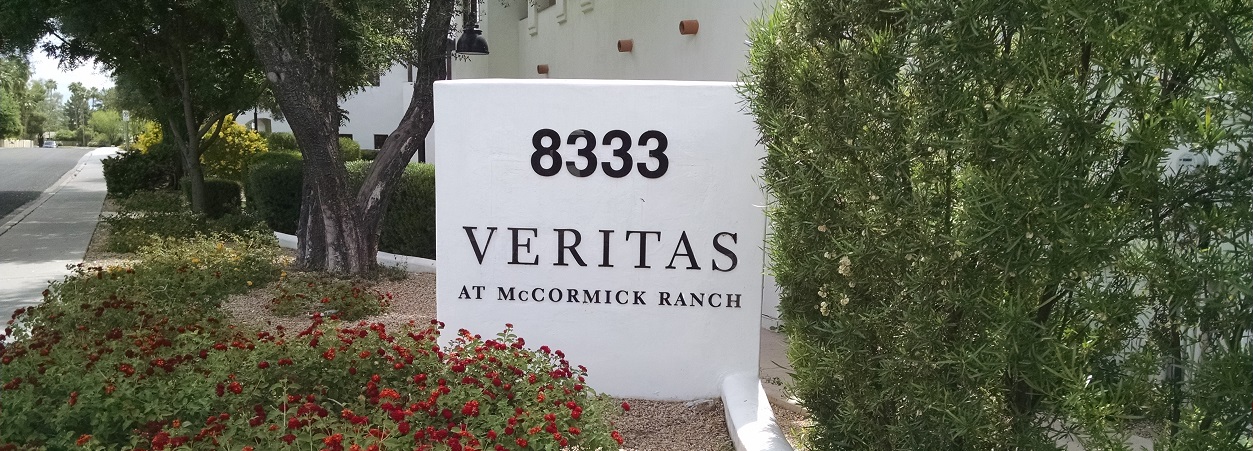 8333
VERITAS
AT McCORMICK RANCH